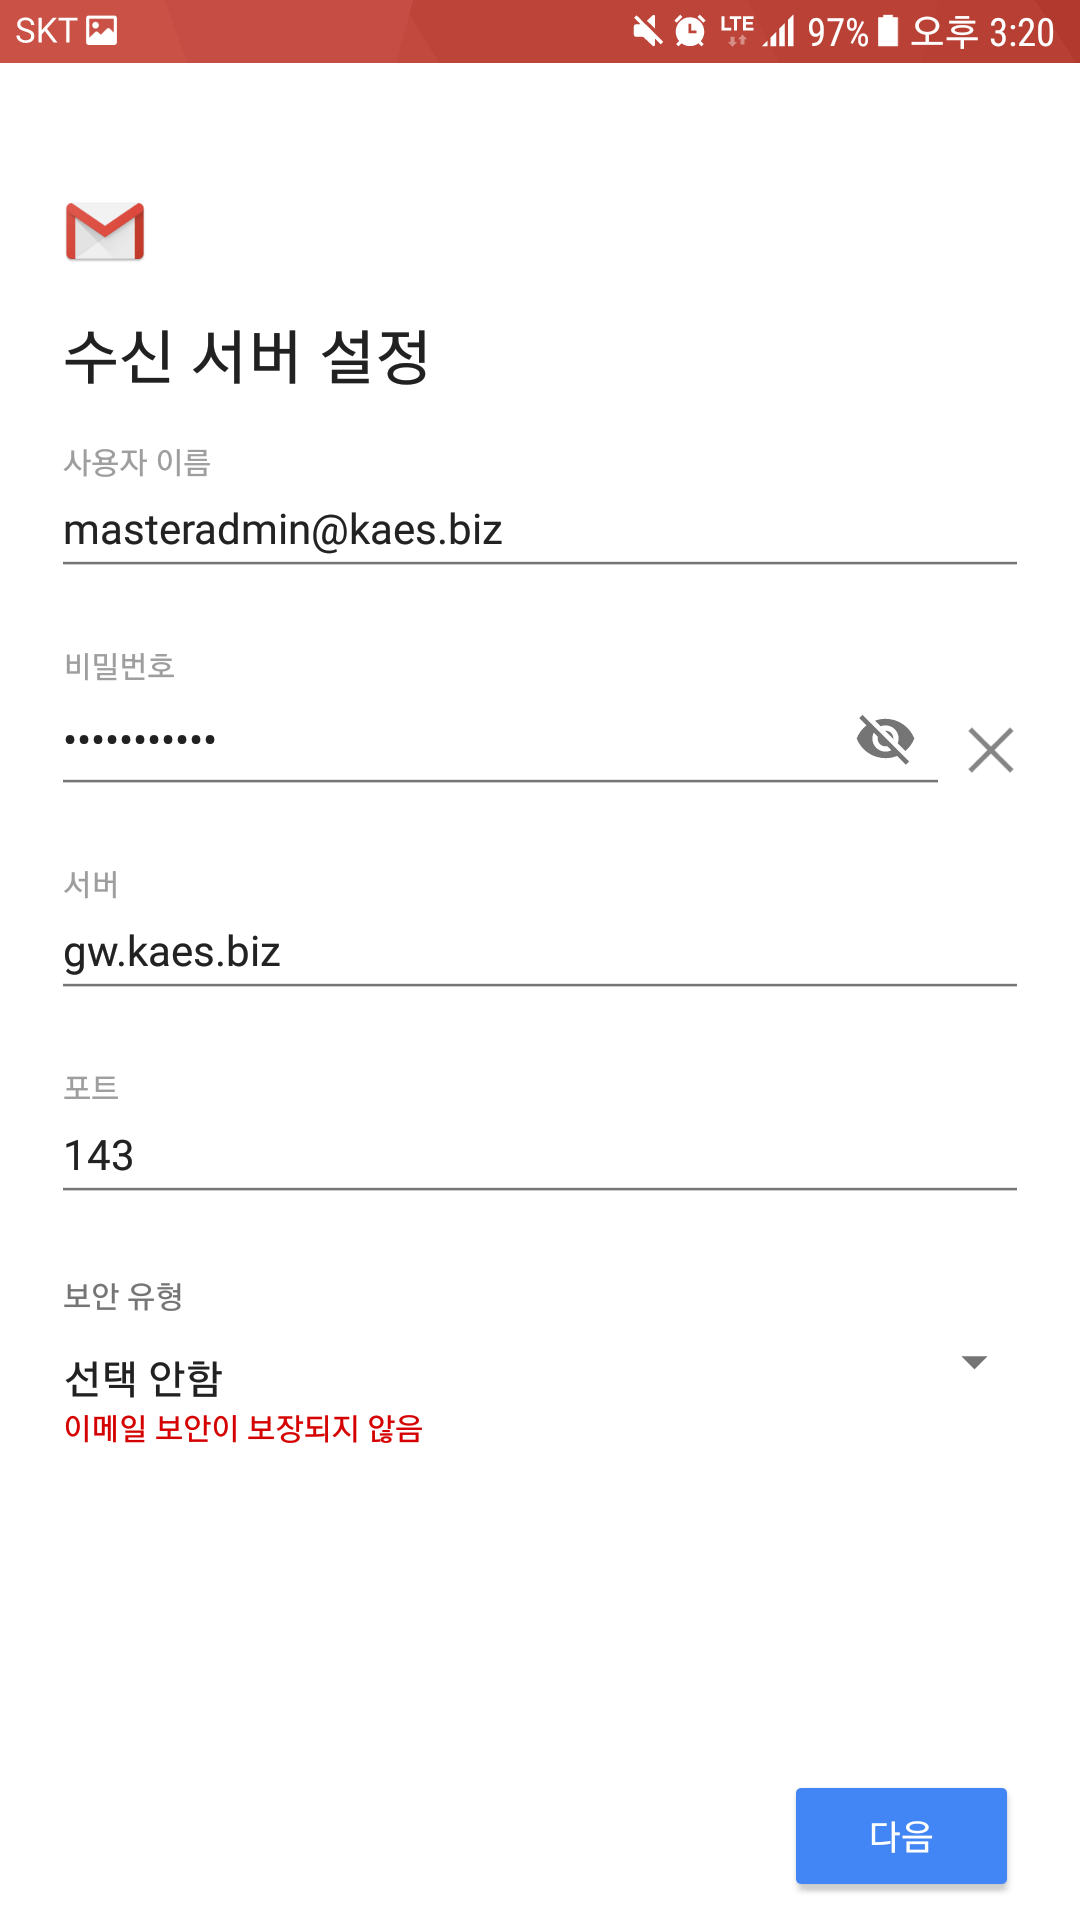 SKT LTE 97% 오후 3:20
수신 서버 설정
사용자 이름
masteradmin@kaes.biz
비밀번호
•••••••••••
서버
gw.kaes.biz
포트
143
보안 유형
선택 안함
이메일 보안이 보장되지 않음
다음